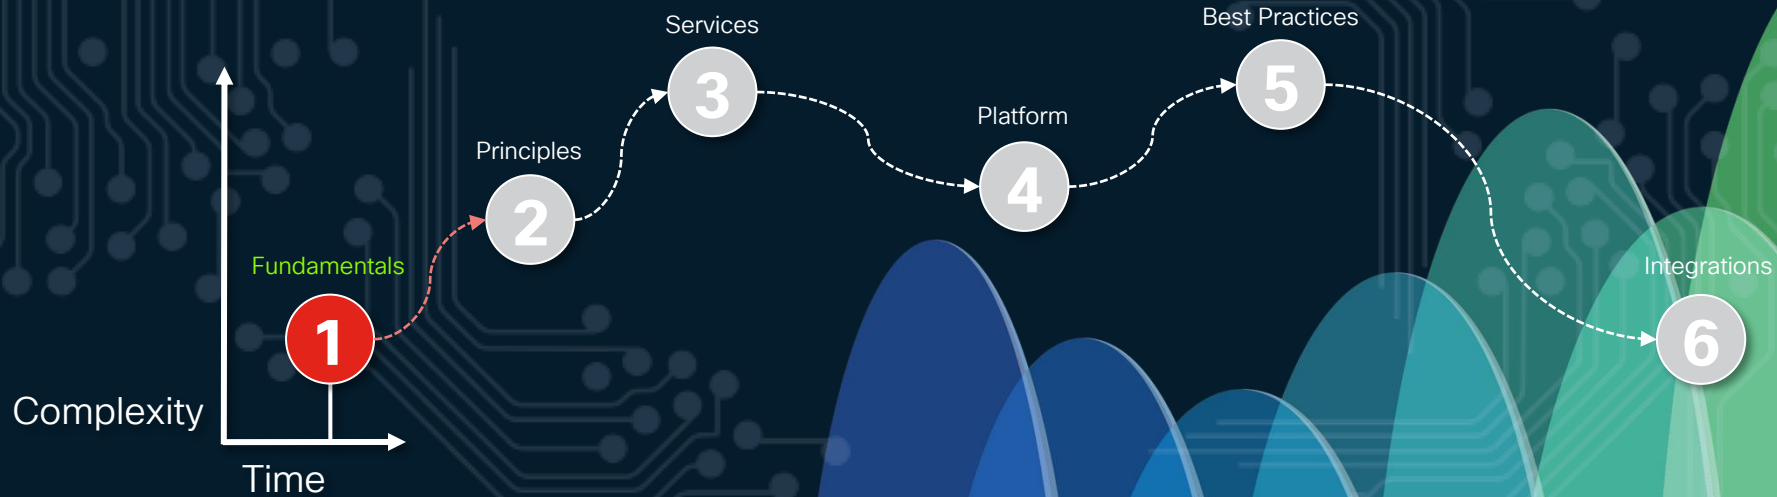 Fundamentals
1
Principles
2
Services
3
Platform
4
Best Practices
5
Integrations
6
Complexity
Time